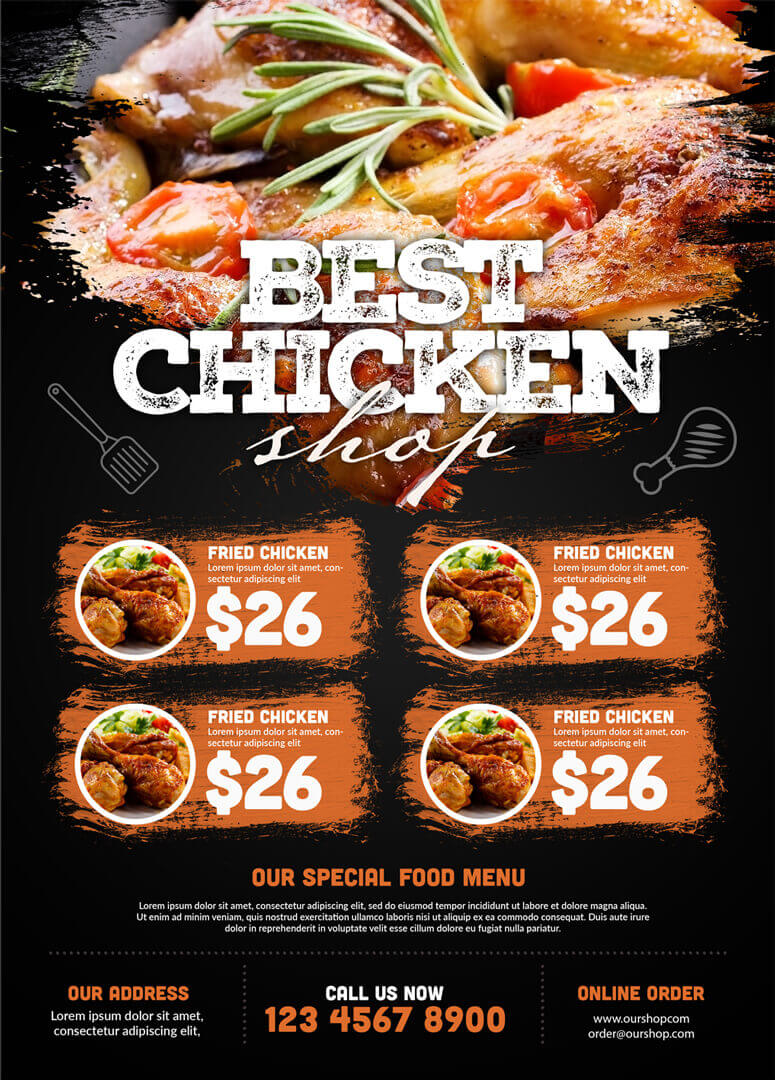 BEST
CHICKEN
shop
FRIED CHICKEN
Lorem ipsum dolor sit amet, con-
sectetur adipiscing elit
$26
FRIED CHICKEN
Lorem ipsum dolor sit amet, con-
sectetur adipiscing elit
$26
FRIED CHICKEN
Lorem ipsum dolor sit amet, con-
sectetur adipiscing elit
$26
FRIED CHICKEN
Lorem ipsum dolor sit amet, con-
sectetur adipiscing elit
$26
OUR SPECIAL FOOD MENU
Lorem ipsum dolor sit amet, consectetur adipiscing elit, sed do eiusmod tempor incididunt ut labore et dolore magna aliqua.
Ut enim ad minim veniam, quis nostrud exercitation ullamco laboris nisi ut aliquip ex ea commodo consequat. Duis aute irure
dolor in reprehenderit in voluptate velit esse cillum dolore eu fugiat nulla pariatur.
OUR ADDRESS
Lorem ipsum dolor sit amet,
consectetur adipiscing elit,
CALL US NOW
123 4567 8900
ONLINE ORDER
www.ourshopcom
order@ourshop.com